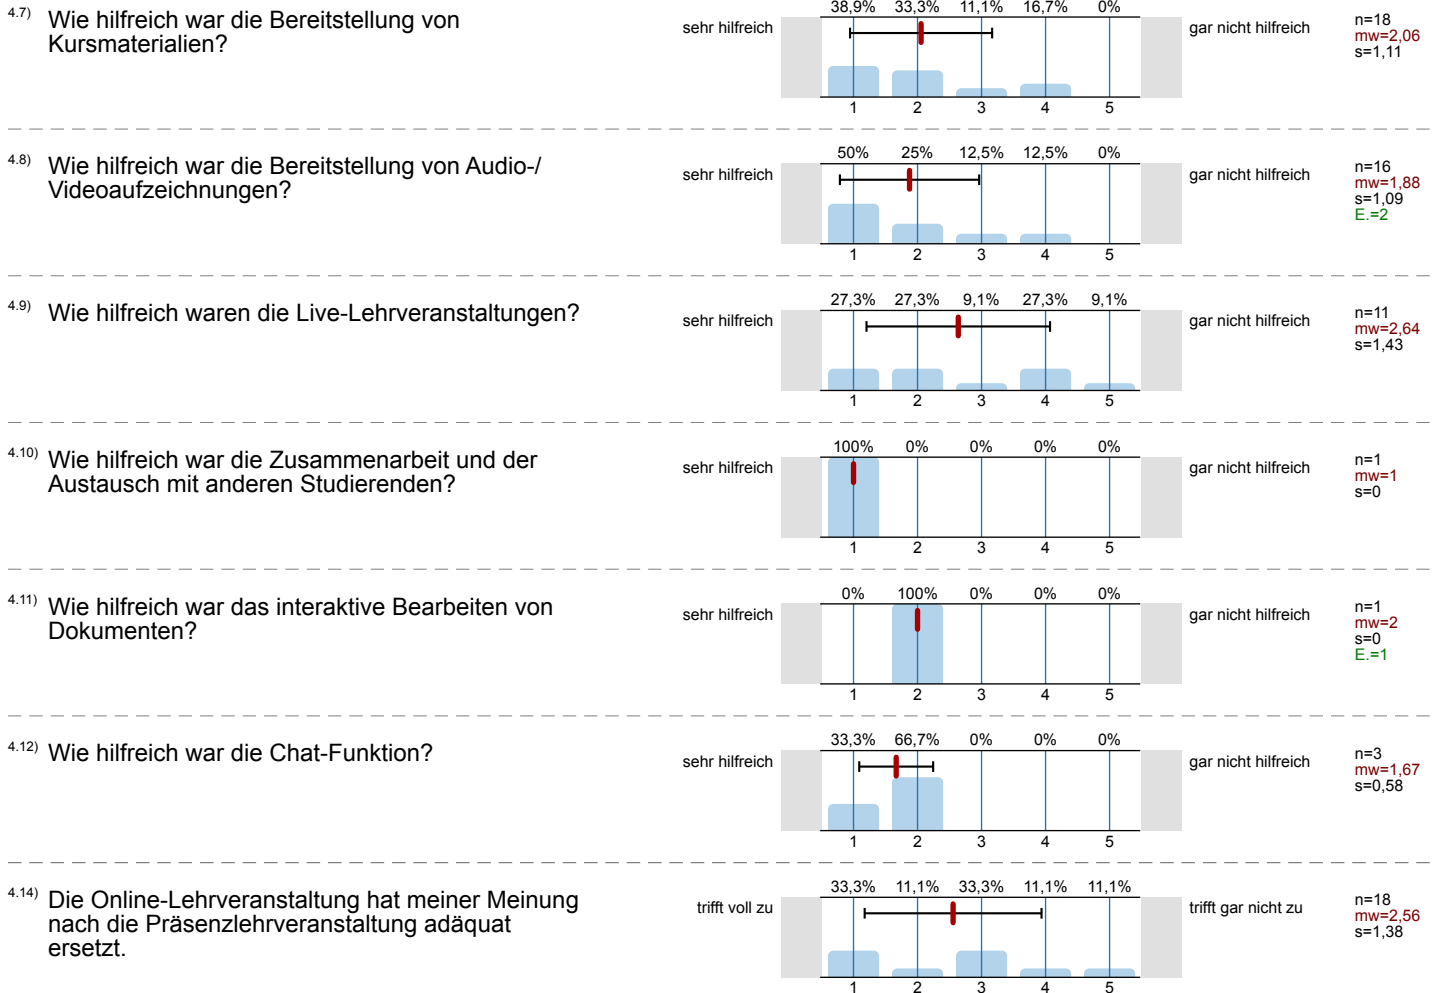 4.7) Wie hilfreich war die Bereitstellung von
Kursmaterialien?
sehr hilfreich
38,9% 33,3% 11,1% 16,7% 0%
1 2 3 4 5
gar nicht hilfreich
n=18
mw=2,06
s=1,11
4.8) Wie hilfreich war die Bereitstellung von Audio-/
Videoaufzeichnungen?
sehr hilfreich
50% 25% 12,5% 12,5% 0%
1 2 3 4 5
gar nicht hilfreich
n=16
mw=1,88
s=1,09
E.=2
4.9) Wie hilfreich waren die Live-Lehrveranstaltungen?
sehr hilfreich
27,3% 27,3% 9,1% 27,3% 9,1%
1 2 3 4 5
gar nicht hilfreich
n=11
mw=2,64
s=1,43
4.10) Wie hilfreich war die Zusammenarbeit und der
Austausch mit anderen Studierenden?
sehr hilfreich
100% 0% 0% 0% 0%
1 2 3 4 5
gar nicht hilfreich
n=1
mw=1
s=0
4.11) Wie hilfreich war das interaktive Bearbeiten von
Dokumenten?
sehr hilfreich
0% 100% 0% 0% 0%
1 2 3 4 5
gar nicht hilfreich
n=1
mw=2
s=0
E.=1
4.12) Wie hilfreich war die Chat-Funktion?
sehr hilfreich
33,3% 66,7% 0% 0% 0%
1 2 3 4 5
gar nicht hilfreich
n=3
mw=1,67
s=0,58
4.14) Die Online-Lehrveranstaltung hat meiner Meinung
nach die Präsenzlehrveranstaltung adäquat
ersetzt.
trifft voll zu
33,3% 11,1% 33,3% 11,1% 11,1%
1 2 3 4 5
trifft gar nicht zu
n=18
mw=2,56
s=1,38